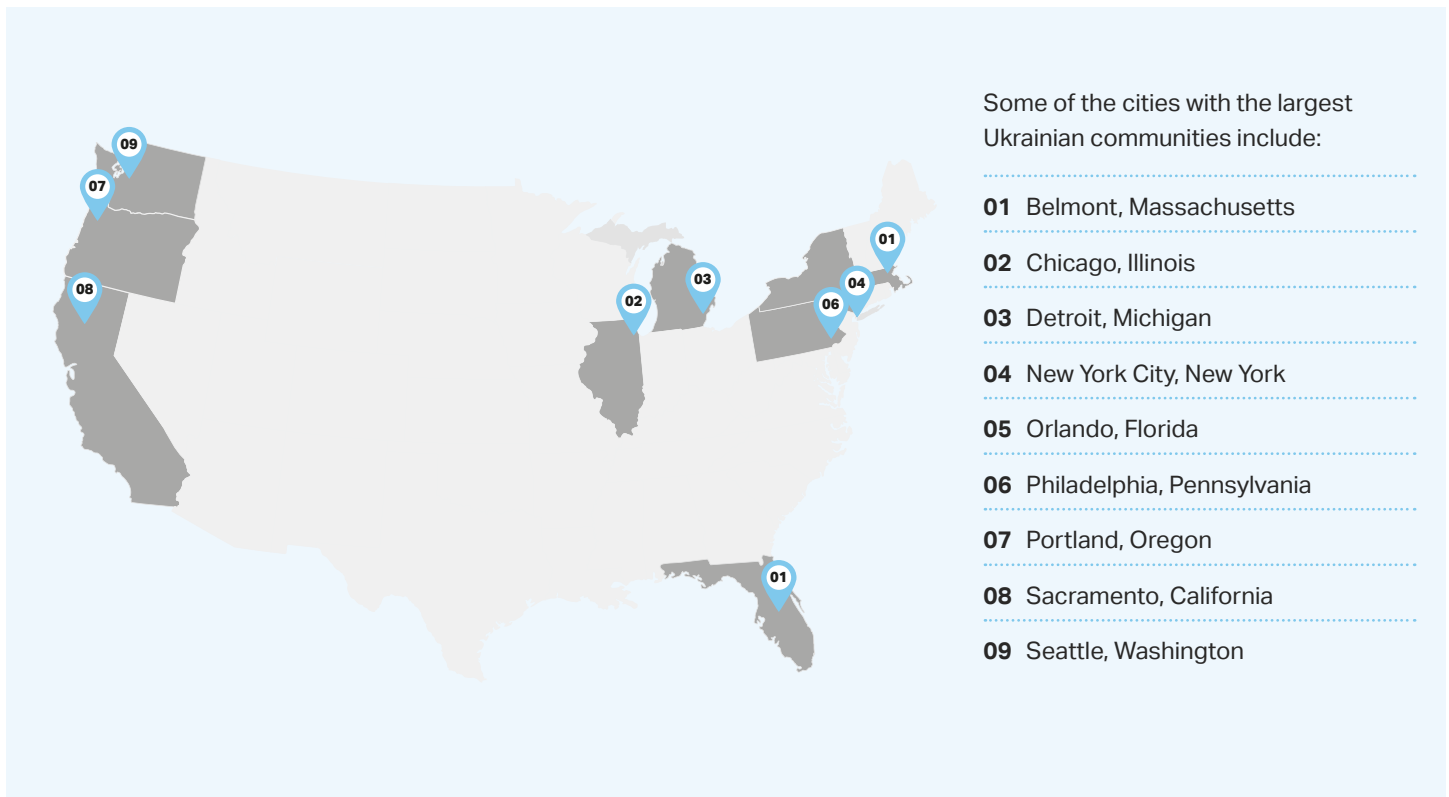 Some of the cities with the largest
Ukrainian communities include:
01 Belmont, Massachusetts
02 Chicago, Illinois
03 Detroit, Michigan
04 New York City, New York
05 Orlando, Florida
06 Philadelphia, Pennsylvania
07 Portland, Oregon
08 Sacramento, California
09 Seattle, Washington
09
07
08
02
03
01
04
06
01